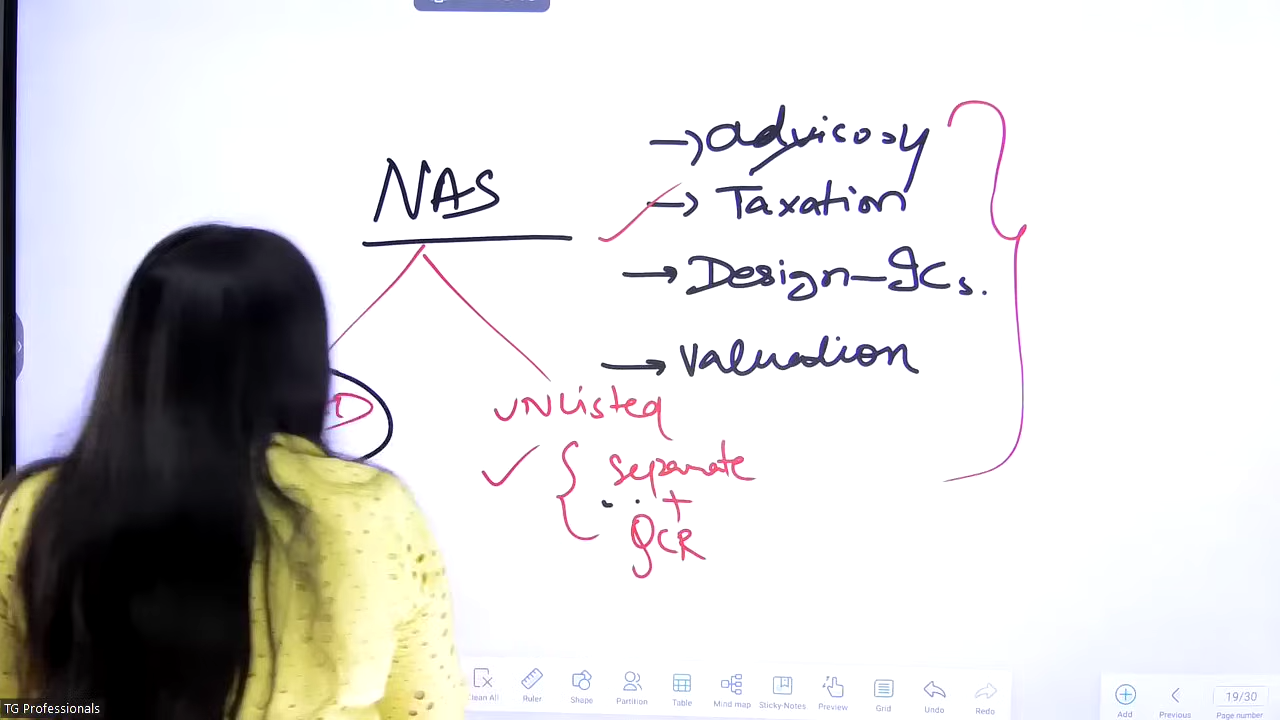 → advisory
NAS
→ Taxation
→ Design - ICs.
→ Valuation
UNListed
separate
+
QCR
TG Professionals
Clean All
Ruler
Shape
Partition
Table
Mind map
Sticky-Notes
Preview
Grid
Undo
Redo
Add
Previous
19/30
Page number